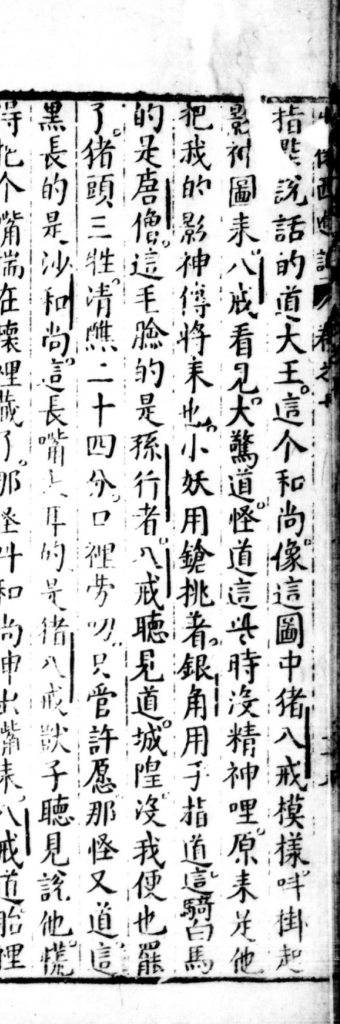 指點說話的道大王。這个和尚像這圖中猪八戒模樣。呌掛起
影神圖来八戒看見大驚道怪道這些時沒精神哩。原来是他
把我的影神傳將来也。小妖用鎗挑着。銀角用手指道這騎白馬
的是唐僧。這毛臉的是孫行者。八戒聽見道。城隍。沒我便也罷
了。猪頭三牲。清醮二十四分。口裡勞叨。只管許愿那怪又道這
黑長的是沙和尚。這長嘴大耳的是猪八戒獃子聽見說他。慌
得把个嘴揣在懷裡藏了。那怪呌和尚伸出嘴来。八戒道胎裡